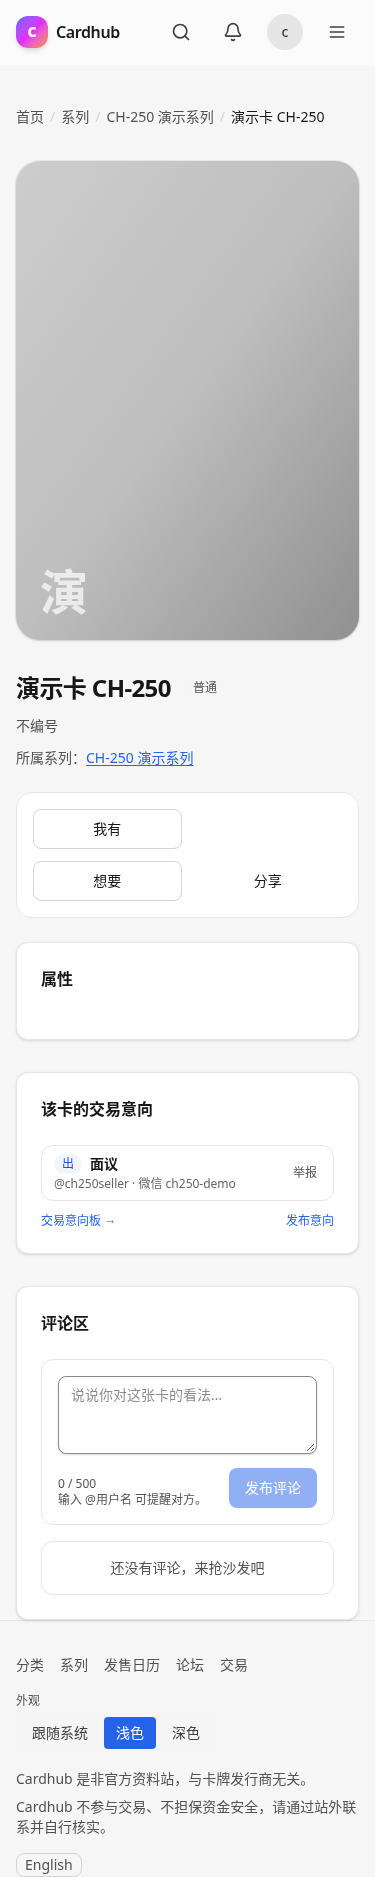 C Cardhub C
首页 / 系列 / CH-250 演示系列 / 演示卡 CH-250
演
演示卡 CH-250 普通
不编号
所属系列： CH-250 演示系列
我有
想要 分享
属性
该卡的交易意向
出 面议
举报
@ch250seller · 微信 ch250-demo
交易意向板 → 发布意向
评论区
说说你对这张卡的看法...
0 / 500
输入 @用户名 可提醒对方。
发布评论
还没有评论，来抢沙发吧
分类 系列 发售日历 论坛 交易
外观
跟随系统 浅色 深色
Cardhub 是非官方资料站，与卡牌发行商无关。
Cardhub 不参与交易、不担保资金安全，请通过站外联
系并自行核实。
English